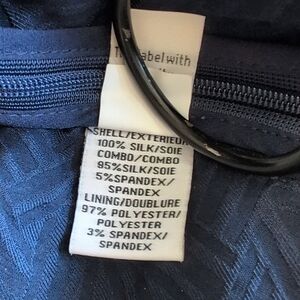 label with
SHELL/EXTERIEUR
100% SILK/SOIE
COMBO/COMBO
95%SILK/SOIE
5%SPANDEX/
SPANDEX
LINING/DOUBLURE
97% POLYESTER/
POLYESTER
3% SPANDEX/
SPANDEX